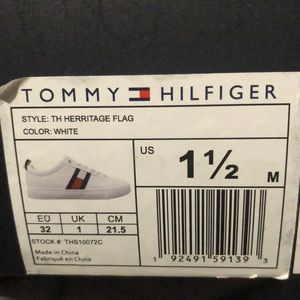 TOMMY HILFIGER
STYLE: TH HERRITAGE FLAG
COLOR: WHITE
US 1½ M
EU UK CM
32 1 21.5
STOCK # THS10072C
Made in China
Fabriqué en Chine
1 92491 59139 3